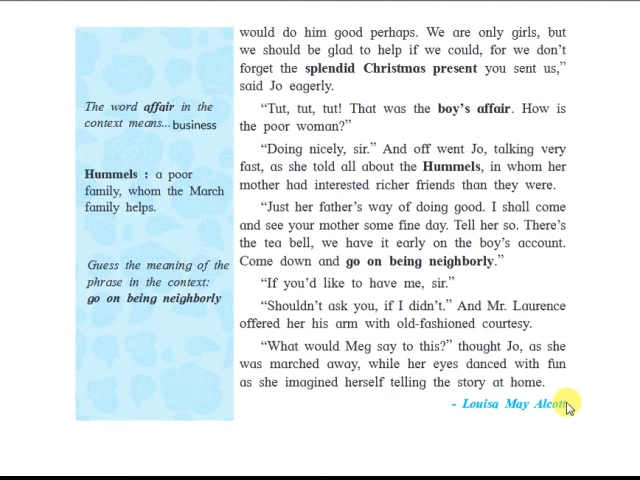 would do him good perhaps. We are only girls, but
we should be glad to help if we could, for we don't
forget the splendid Christmas present you sent us,"
said Jo eagerly.
"Tut, tut, tut! That was the boy's affair. How is
the poor woman?"
"Doing nicely, sir." And off went Jo, talking very
fast, as she told all about the Hummels, in whom her
mother had interested richer friends than they were.
"Just her father's way of doing good. I shall come
and see your mother some fine day. Tell her so. There's
the tea bell, we have it early on the boy's account.
Come down and go on being neighborly."
"If you'd like to have me, sir."
"Shouldn't ask you, if I didn't." And Mr. Laurence
offered her his arm with old-fashioned courtesy.
"What would Meg say to this?" thought Jo, as she
was marched away, while her eyes danced with fun
as she imagined herself telling the story at home.
- Louisa May Alcott
The word affair in the
context means... business
Hummels : a poor
family, whom the March
family helps.
Guess the meaning of the
phrase in the context:
go on being neighborly